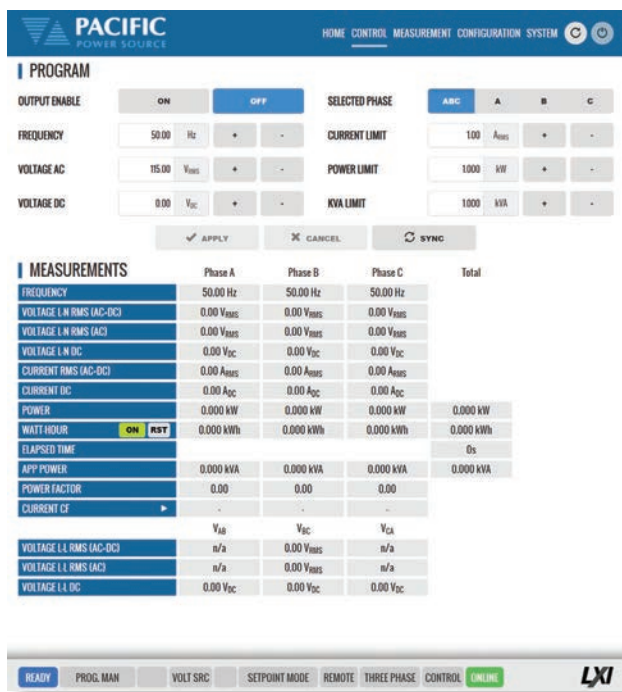 PACIFIC
POWER SOURCE
HOME CONTROL MEASUREMENT CONFIGURATION SYSTEM
PROGRAM
OUTPUT ENABLE ON OFF SELECTED PHASE ABC A B C
FREQUENCY 50.00 Hz + - CURRENT LIMIT 1.00 ARMS + -
VOLTAGE AC 115.00 VRMS + - POWER LIMIT 1.000 kW + -
VOLTAGE DC 0.00 VDC + - KVA LIMIT 1.000 kVA + -
APPLY CANCEL SYNC
MEASUREMENTS Phase A Phase B Phase C Total
FREQUENCY 50.00 Hz 50.00 Hz 50.00 Hz
VOLTAGE L-N RMS (AC-DC) 0.00 VRMS 0.00 VRMS 0.00 VRMS
VOLTAGE L-N RMS (AC) 0.00 VRMS 0.00 VRMS 0.00 VRMS
VOLTAGE L-N DC 0.00 VDC 0.00 VDC 0.00 VDC
CURRENT RMS (AC-DC) 0.00 ARMS 0.00 ARMS 0.00 ARMS
CURRENT DC 0.00 ADC 0.00 ADC 0.00 ADC
POWER 0.000 kW 0.000 kW 0.000 kW 0.000 kW
WATT-HOUR ON RST 0.000 kWh 0.000 kWh 0.000 kWh 0.000 kWh
ELAPSED TIME 0s
APP POWER 0.000 kVA 0.000 kVA 0.000 kVA 0.000 kVA
POWER FACTOR 0.00 0.00 0.00
CURRENT CF - - -
VAB VBC VCA
VOLTAGE L-L RMS (AC-DC) n/a 0.00 VRMS n/a
VOLTAGE L-L RMS (AC) n/a 0.00 VRMS n/a
VOLTAGE L-L DC 0.00 VDC 0.00 VDC 0.00 VDC
READY PROG. MAN VOLT SRC SETPOINT MODE REMOTE THREE PHASE CONTROL ONLINE LXI